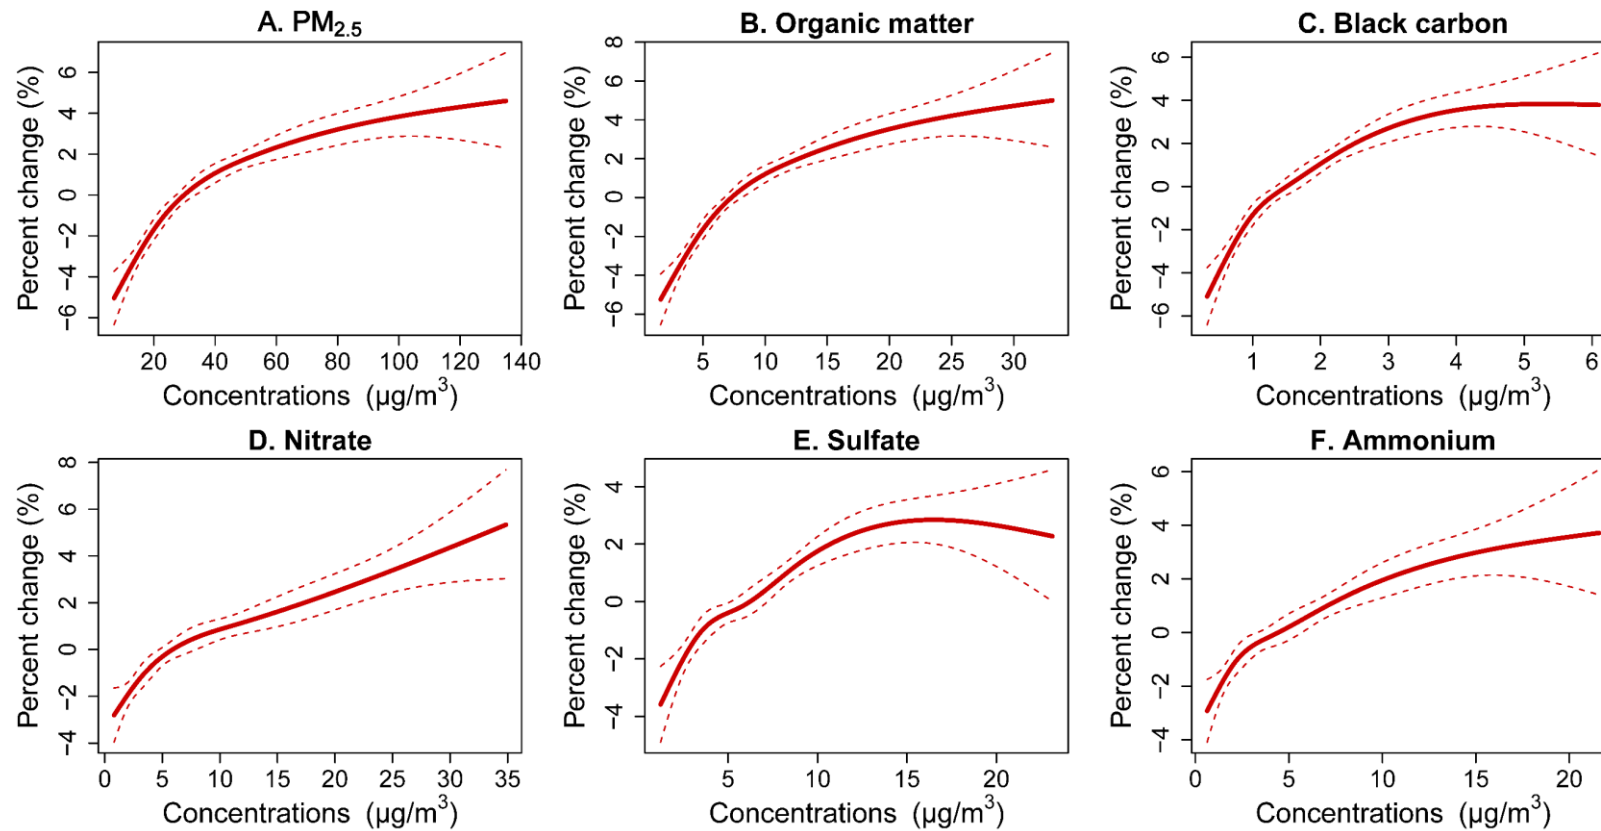 A. PM2.5
Percent change (%)
6
4
2
0
−2
−4
−6
20 40 60 80 100 120 140
Concentrations (µg/m³)
B. Organic matter
Percent change (%)
8
6
4
2
0
−2
−4
−6
5 10 15 20 25 30
Concentrations (µg/m³)
C. Black carbon
Percent change (%)
6
4
2
0
−2
−4
−6
1 2 3 4 5 6
Concentrations (µg/m³)
D. Nitrate
Percent change (%)
8
6
4
2
0
−2
−4
0 5 10 15 20 25 30 35
Concentrations (µg/m³)
E. Sulfate
Percent change (%)
4
2
0
−2
−4
5 10 15 20
Concentrations (µg/m³)
F. Ammonium
Percent change (%)
6
4
2
0
−2
−4
0 5 10 15 20
Concentrations (µg/m³)